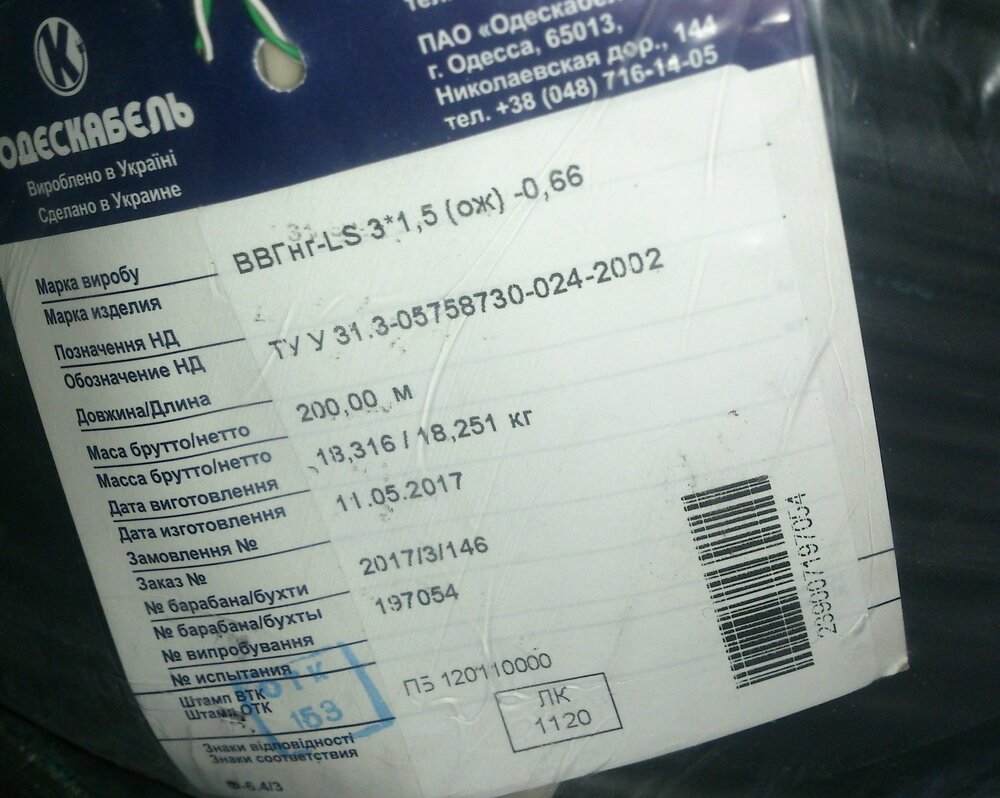 K
ОДЕСКАБЕЛЬ
Вироблено в Україні
Сделано в Украине
тел.
ПАО «Одескабель»
г. Одесса, 65013,
Николаевская дор., 144
тел. +38 (048) 716-14-05
Марка виробу
Марка изделия
ВВГнг-LS 3*1,5 (ож) -0,66
Позначення НД
Обозначение НД
ТУ У 31.3-05758730-024-2002
Довжина/Длина
200,00 м
Маса брутто/нетто
Масса брутто/нетто
18,316 / 18,251 кг
Дата виготовлення
Дата изготовления
11.05.2017
Замовлення №
Заказ №
2017/3/146
№ барабана/бухти
№ барабана/бухты
197054
№ випробування
№ испытания
Штамп ВТК
Штамп ОТК
ОТК
153
ПБ 120110000
ЛК
1120
Знаки відповідності
Знаки соответствия